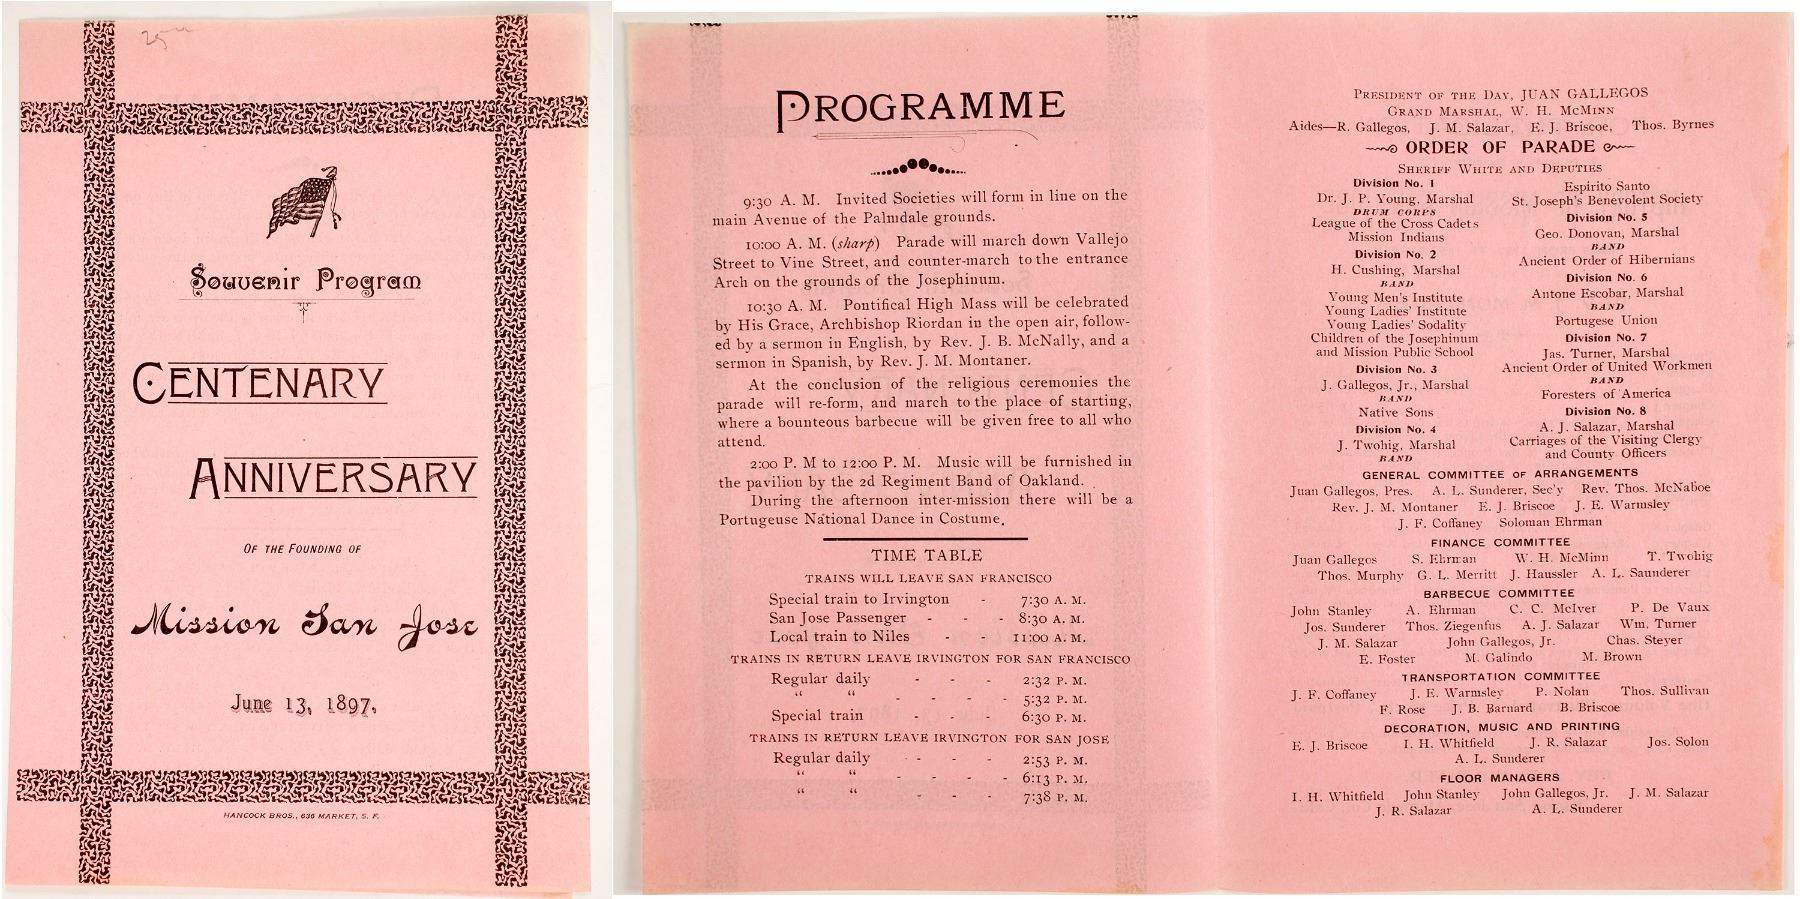 Souvenir Program
CENTENARY
ANNIVERSARY
OF THE FOUNDING OF
Mission San Jose
June 13, 1897.
HANCOCK BROS., 636 MARKET, S. F.
PROGRAMME
9:30 A. M. Invited Societies will form in line on the
main Avenue of the Palmdale grounds.
10:00 A. M. (sharp) Parade will march down Vallejo
Street to Vine Street, and counter-march to the entrance
Arch on the grounds of the Josephinum.
10:30 A. M. Pontifical High Mass will be celebrated
by His Grace, Archbishop Riordan in the open air, follow-
ed by a sermon in English, by Rev. J. B. McNally, and a
sermon in Spanish, by Rev. J. M. Montaner.
At the conclusion of the religious ceremonies the
parade will re-form, and march to the place of starting,
where a bounteous barbecue will be given free to all who
attend.
2:00 P. M to 12:00 P. M. Music will be furnished in
the pavilion by the 2d Regiment Band of Oakland.
During the afternoon inter-mission there will be a
Portugeuse National Dance in Costume.
TIME TABLE
TRAINS WILL LEAVE SAN FRANCISCO
Special train to Irvington - 7:30 A. M.
San Jose Passenger - - - 8:30 A. M.
Local train to Niles - - 11:00 A. M.
TRAINS IN RETURN LEAVE IRVINGTON FOR SAN FRANCISCO
Regular daily - - - 2:32 P. M.
" " - - - - 5:32 P. M.
Special train - - - 6:30 P. M.
TRAINS IN RETURN LEAVE IRVINGTON FOR SAN JOSE
Regular daily - - - 2:53 P. M.
" " - - - - 6:13 P. M.
" " - - - 7:38 P. M.
PRESIDENT OF THE DAY, JUAN GALLEGOS
GRAND MARSHAL, W. H. MCMINN
Aides—R. Gallegos, J. M. Salazar, E. J. Briscoe, Thos. Byrnes
ORDER OF PARADE
SHERIFF WHITE AND DEPUTIES
Division No. 1
Dr. J. P. Young, Marshal
DRUM CORPS
League of the Cross Cadets
Mission Indians
Division No. 2
H. Cushing, Marshal
BAND
Young Men's Institute
Young Ladies' Institute
Young Ladies' Sodality
Children of the Josephinum
and Mission Public School
Division No. 3
J. Gallegos, Jr., Marshal
BAND
Native Sons
Division No. 4
J. Twohig, Marshal
BAND
Espirito Santo
St. Joseph's Benevolent Society
Division No. 5
Geo. Donovan, Marshal
BAND
Ancient Order of Hibernians
Division No. 6
Antone Escobar, Marshal
BAND
Portugese Union
Division No. 7
Jas. Turner, Marshal
Ancient Order of United Workmen
BAND
Foresters of America
Division No. 8
A. J. Salazar, Marshal
Carriages of the Visiting Clergy
and County Officers
GENERAL COMMITTEE OF ARRANGEMENTS
Juan Gallegos, Pres. A. L. Sunderer, Sec'y Rev. Thos. McNaboe
Rev. J. M. Montaner E. J. Briscoe J. E. Warmsley
J. F. Coffaney Soloman Ehrman
FINANCE COMMITTEE
Juan Gallegos S. Ehrman W. H. McMinn T. Twohig
Thos. Murphy G. L. Merritt J. Haussler A. L. Saunderer
BARBECUE COMMITTEE
John Stanley A. Ehrman C. C. McIver P. De Vaux
Jos. Sunderer Thos. Ziegenfus A. J. Salazar Wm. Turner
J. M. Salazar John Gallegos, Jr. Chas. Steyer
E. Foster M. Galindo M. Brown
TRANSPORTATION COMMITTEE
J. F. Coffaney J. E. Warmsley P. Nolan Thos. Sullivan
F. Rose J. B. Barnard B. Briscoe
DECORATION, MUSIC AND PRINTING
E. J. Briscoe I. H. Whitfield J. R. Salazar Jos. Solon
A. L. Sunderer
FLOOR MANAGERS
I. H. Whitfield John Stanley John Gallegos, Jr. J. M. Salazar
J. R. Salazar A. L. Sunderer